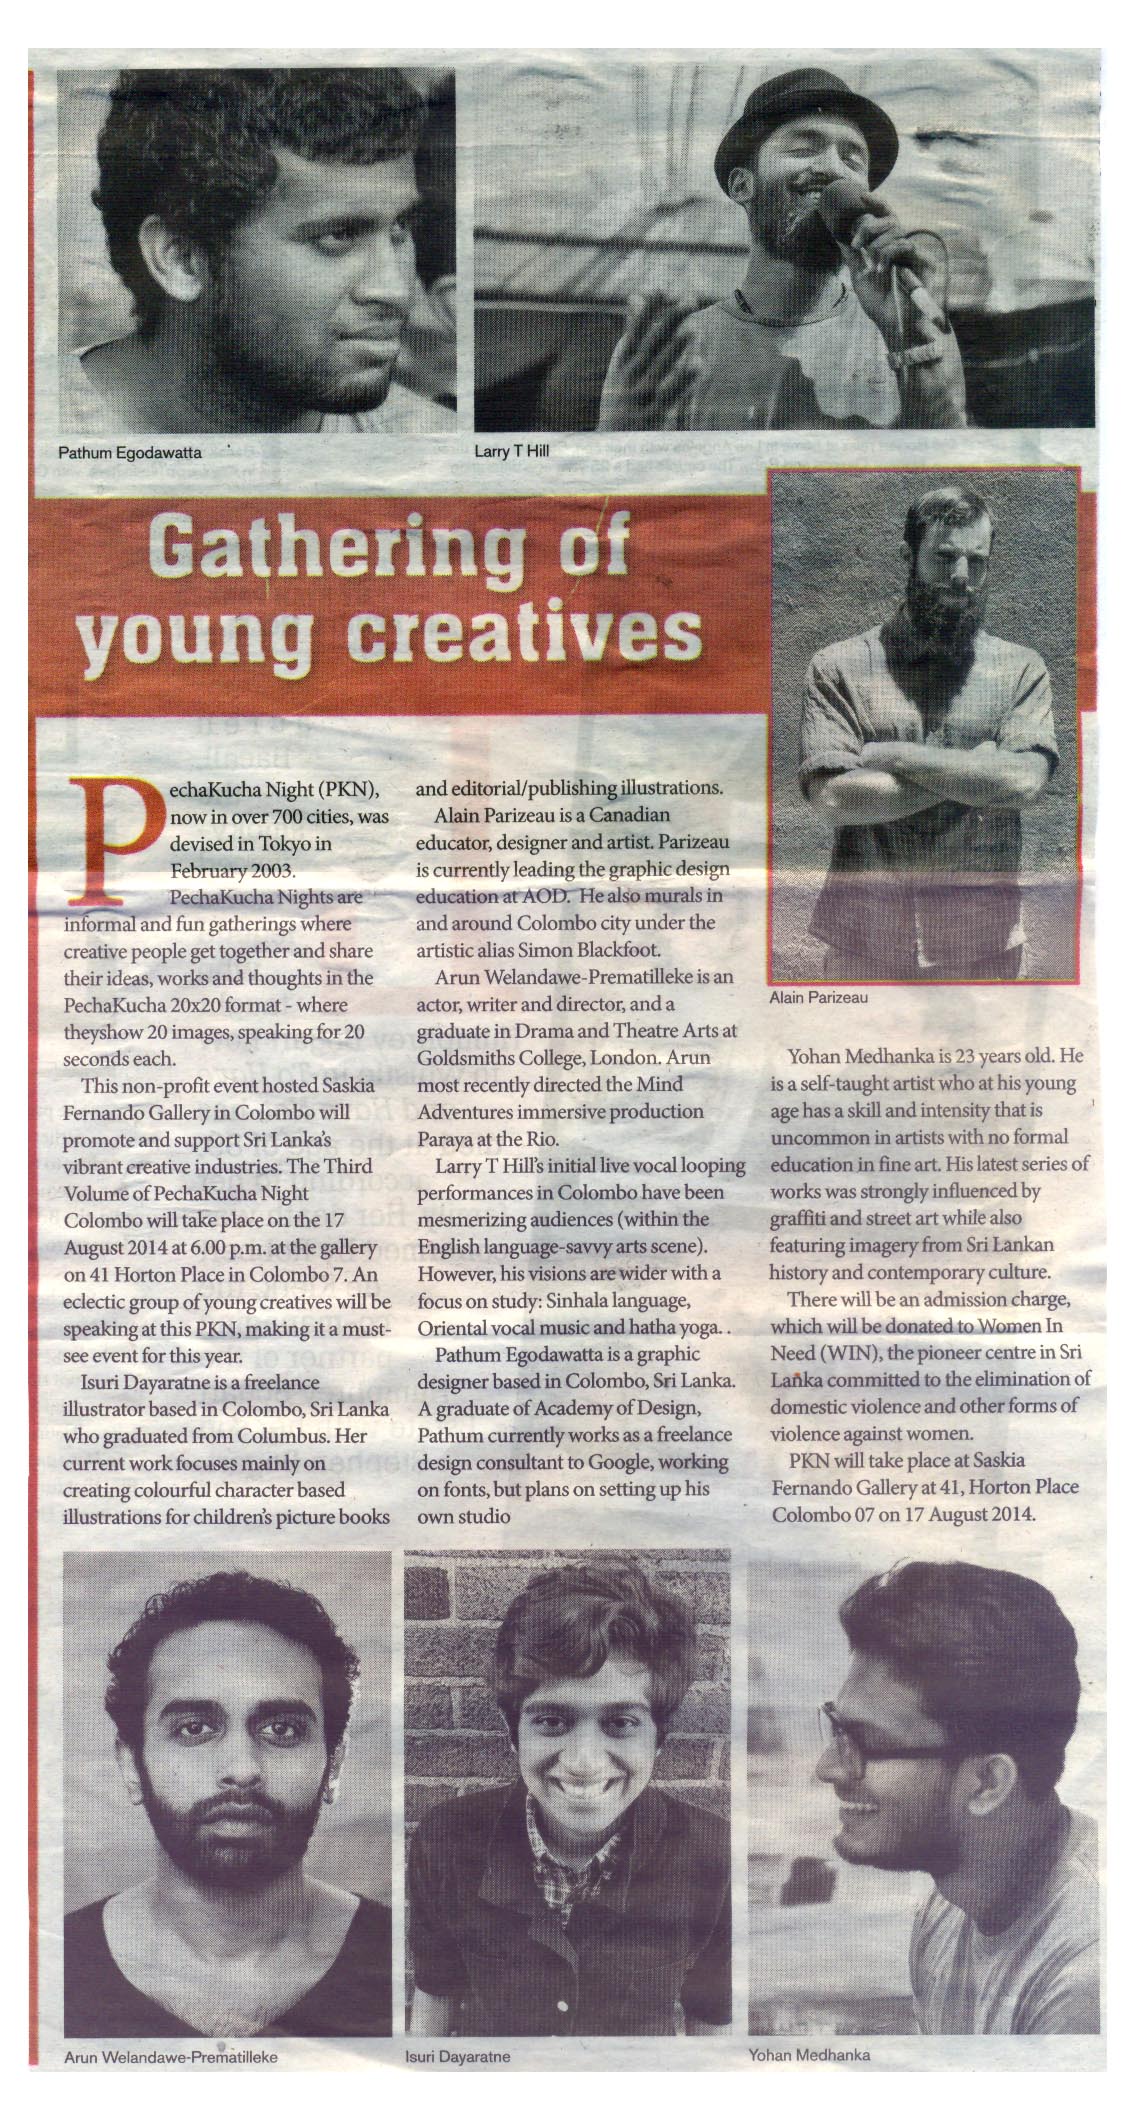 Pathum Egodawatta
Larry T Hill
Gathering of
young creatives
PechaKucha Night (PKN),
now in over 700 cities, was
devised in Tokyo in
February 2003.
PechaKucha Nights are
informal and fun gatherings where
creative people get together and share
their ideas, works and thoughts in the
PechaKucha 20x20 format - where
theyshow 20 images, speaking for 20
seconds each.
This non-profit event hosted Saskia
Fernando Gallery in Colombo will
promote and support Sri Lanka's
vibrant creative industries. The Third
Volume of PechaKucha Night
Colombo will take place on the 17
August 2014 at 6.00 p.m. at the gallery
on 41 Horton Place in Colombo 7. An
eclectic group of young creatives will be
speaking at this PKN, making it a must-
see event for this year.
Isuri Dayaratne is a freelance
illustrator based in Colombo, Sri Lanka
who graduated from Columbus. Her
current work focuses mainly on
creating colourful character based
illustrations for children's picture books
and editorial/publishing illustrations.
Alain Parizeau is a Canadian
educator, designer and artist. Parizeau
is currently leading the graphic design
education at AOD. He also murals in
and around Colombo city under the
artistic alias Simon Blackfoot.
Arun Welandawe-Prematilleke is an
actor, writer and director, and a
graduate in Drama and Theatre Arts at
Goldsmiths College, London. Arun
most recently directed the Mind
Adventures immersive production
Paraya at the Rio.
Larry T Hill's initial live vocal looping
performances in Colombo have been
mesmerizing audiences (within the
English language-savvy arts scene).
However, his visions are wider with a
focus on study: Sinhala language,
Oriental vocal music and hatha yoga. .
Pathum Egodawatta is a graphic
designer based in Colombo, Sri Lanka.
A graduate of Academy of Design,
Pathum currently works as a freelance
design consultant to Google, working
on fonts, but plans on setting up his
own studio
Alain Parizeau
Yohan Medhanka is 23 years old. He
is a self-taught artist who at his young
age has a skill and intensity that is
uncommon in artists with no formal
education in fine art. His latest series of
works was strongly influenced by
graffiti and street art while also
featuring imagery from Sri Lankan
history and contemporary culture.
There will be an admission charge,
which will be donated to Women In
Need (WIN), the pioneer centre in Sri
Lanka committed to the elimination of
domestic violence and other forms of
violence against women.
PKN will take place at Saskia
Fernando Gallery at 41, Horton Place
Colombo 07 on 17 August 2014.
Arun Welandawe-Prematilleke
Isuri Dayaratne
Yohan Medhanka